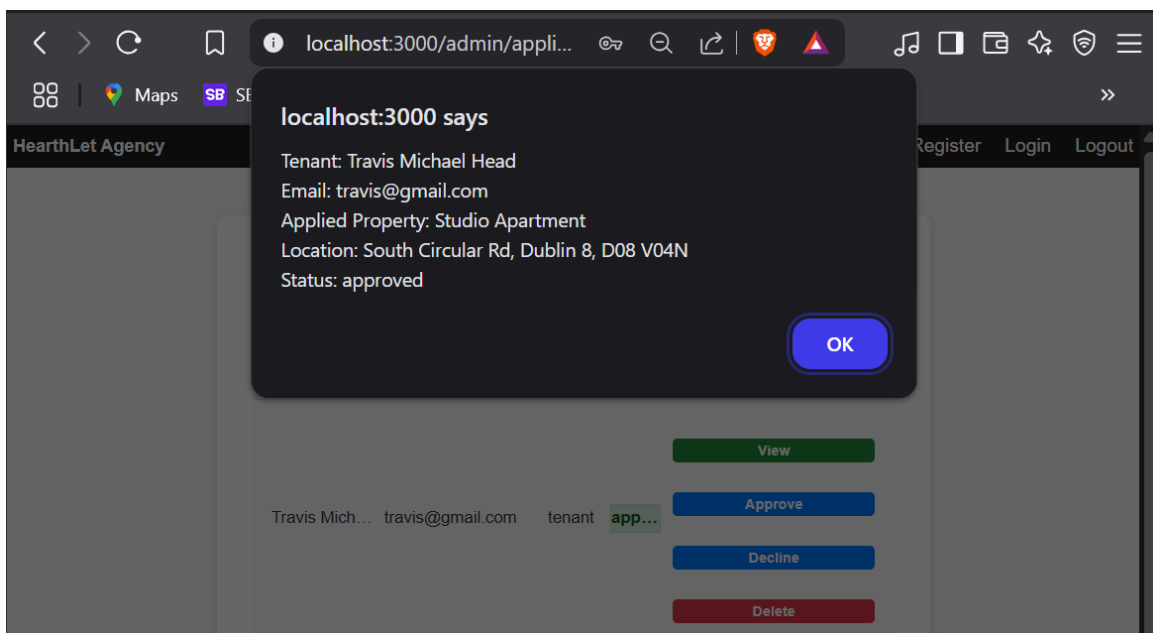 localhost:3000/admin/appli...
Maps SB SE
localhost:3000 says
HearthLet Agency Register Login Logout
Tenant: Travis Michael Head
Email: travis@gmail.com
Applied Property: Studio Apartment
Location: South Circular Rd, Dublin 8, D08 V04N
Status: approved
OK
View
Travis Mich... travis@gmail.com tenant app... Approve
Decline
Delete